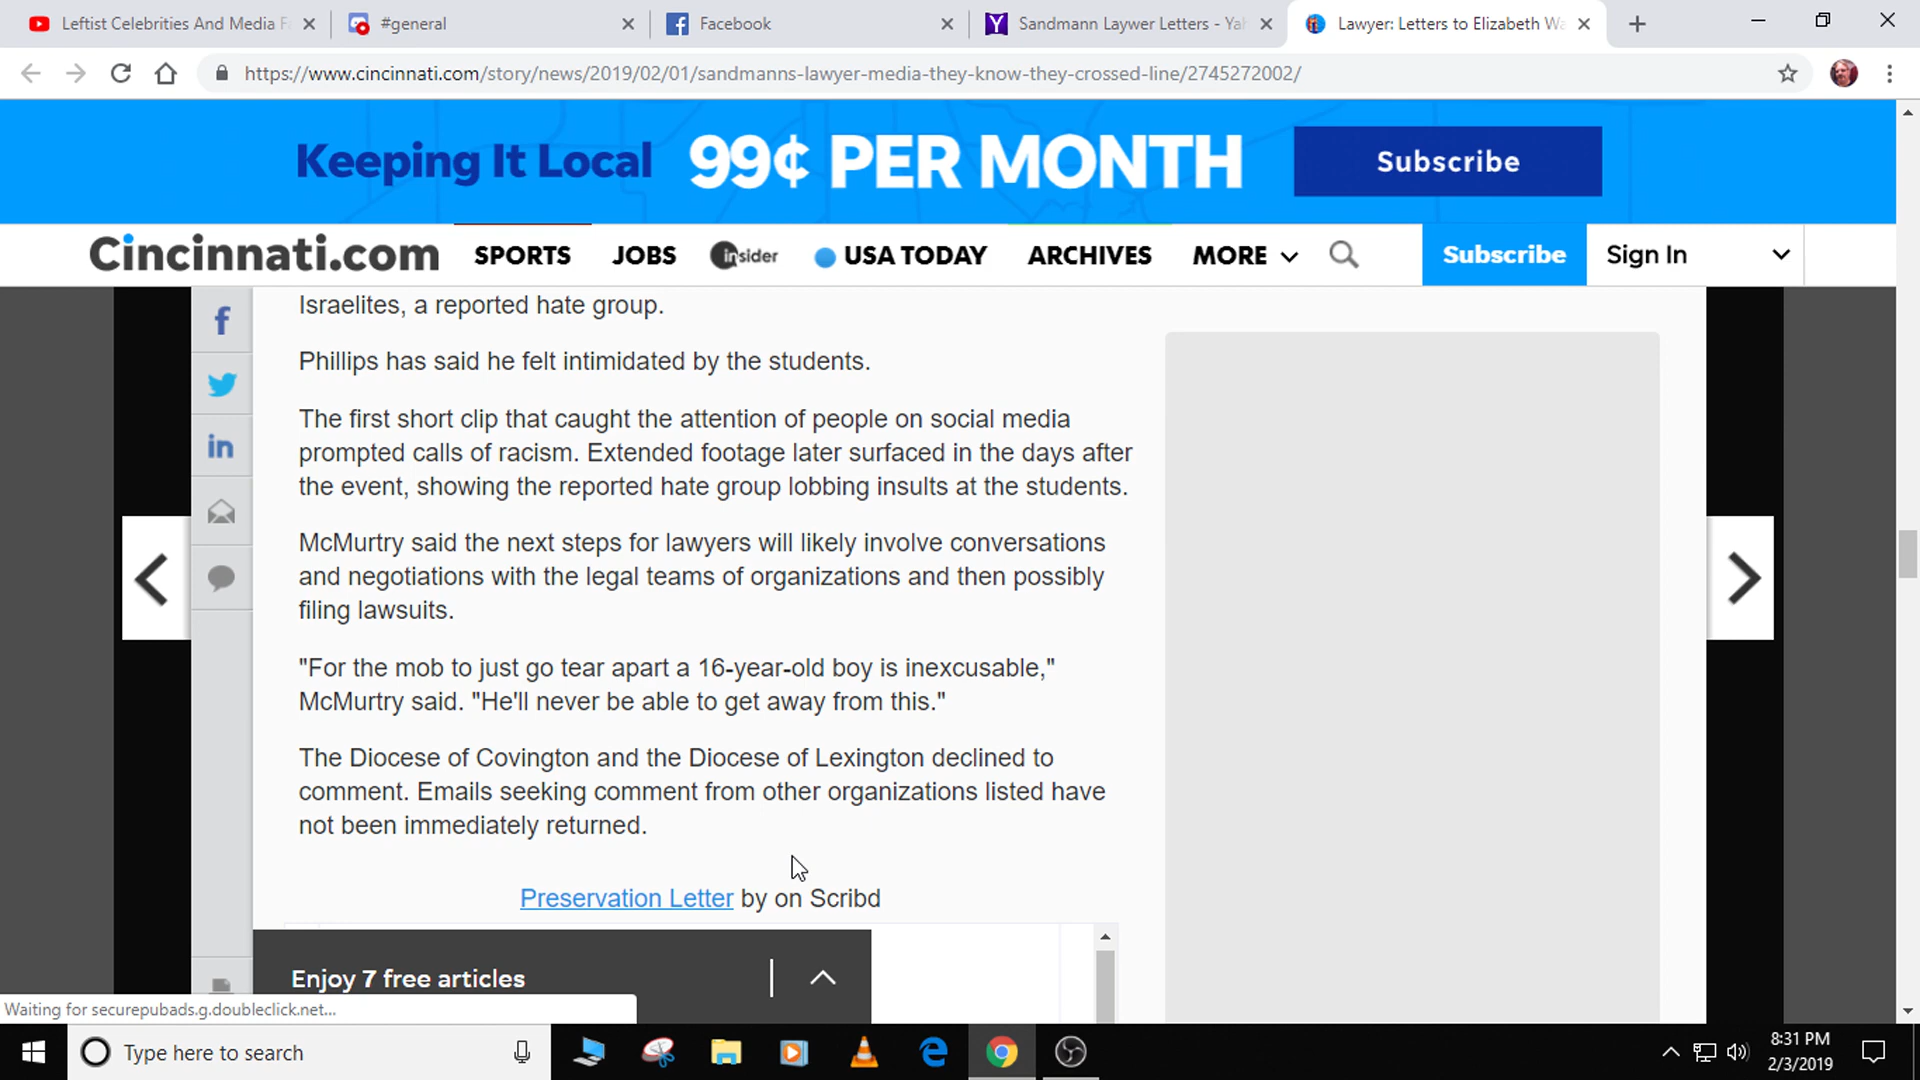 Leftist Celebrities And Media F
#general
Facebook
Sandmann Laywer Letters - Yah
Lawyer: Letters to Elizabeth Wa
https://www.cincinnati.com/story/news/2019/02/01/sandmanns-lawyer-media-they-know-they-crossed-line/2745272002/
Keeping It Local 99¢ PER MONTH Subscribe
Cincinnati.com SPORTS JOBS insider USA TODAY ARCHIVES MORE Subscribe Sign In
Israelites, a reported hate group.
Phillips has said he felt intimidated by the students.
The first short clip that caught the attention of people on social media
prompted calls of racism. Extended footage later surfaced in the days after
the event, showing the reported hate group lobbing insults at the students.
McMurtry said the next steps for lawyers will likely involve conversations
and negotiations with the legal teams of organizations and then possibly
filing lawsuits.
"For the mob to just go tear apart a 16-year-old boy is inexcusable,"
McMurtry said. "He'll never be able to get away from this."
The Diocese of Covington and the Diocese of Lexington declined to
comment. Emails seeking comment from other organizations listed have
not been immediately returned.
Preservation Letter by on Scribd
Enjoy 7 free articles
Waiting for securepubads.g.doubleclick.net...
Type here to search
8:31 PM
2/3/2019